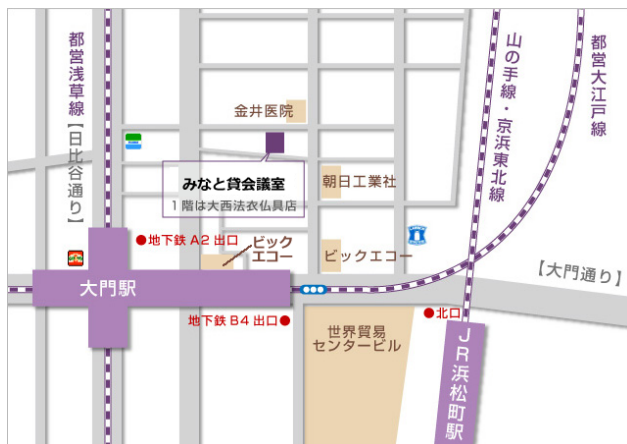 都営浅草線
【日比谷通り】
金井医院
山の手線・京浜東北線
都営大江戸線
みなと貸会議室
1階は大西法衣仏具店
朝日工業社
●地下鉄A2出口
ビック
エコー
ビックエコー
【大門通り】
大門駅
地下鉄B4出口●
世界貿易
センタービル
●北口
JR浜松町駅